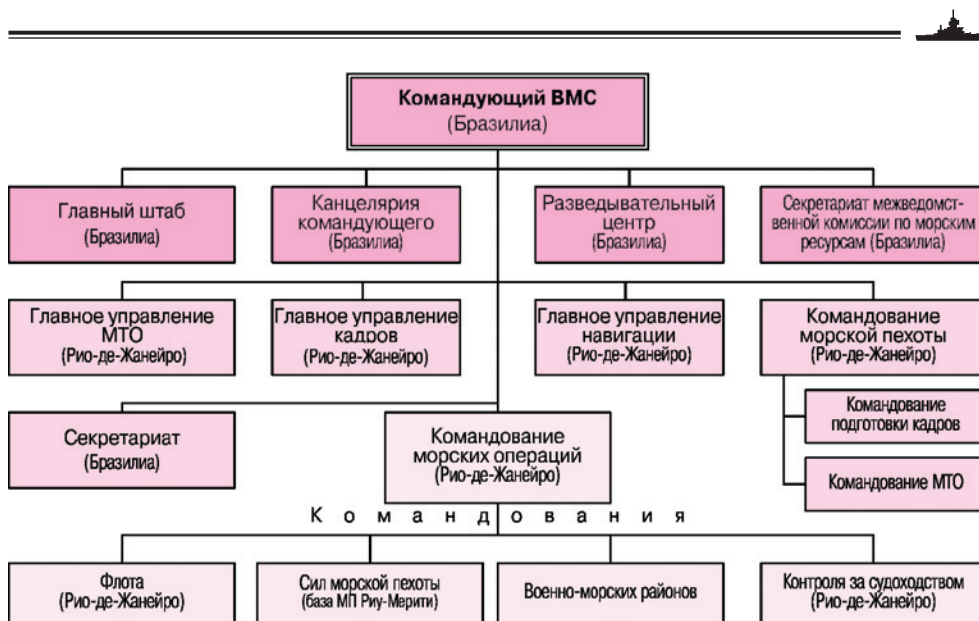 Командующий ВМС
(Бразилиа)
Главный штаб
(Бразилиа)
Канцелярия
командующего
(Бразилиа)
Разведывательный
центр
(Бразилиа)
Секретариат межведомст-
венной комиссии по морским
ресурсам (Бразилиа)
Главное управление
МТО
(Рио-де-Жанейро)
Главное управление
кадров
(Рио-де-Жанейро)
Главное управление
навигации
(Рио-де-Жанейро)
Командование
морской пехоты
(Рио-де-Жанейро)
Командование
подготовки кадров
Командование МТО
Секретариат
(Бразилиа)
Командование
морских операций
(Рио-де-Жанейро)
Командования
Флота
(Рио-де-Жанейро)
Сил морской пехоты
(база МП Риу-Мерити)
Военно-морских районов
Контроля за судоходством
(Рио-де-Жанейро)